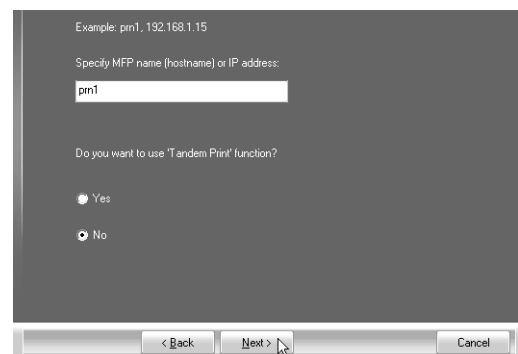 Example: prn1, 192.168.1.15
Specify MFP name (hostname) or IP address:
prn1
Do you want to use 'Tandem Print' function?
Yes
No
< Back
Next >
Cancel